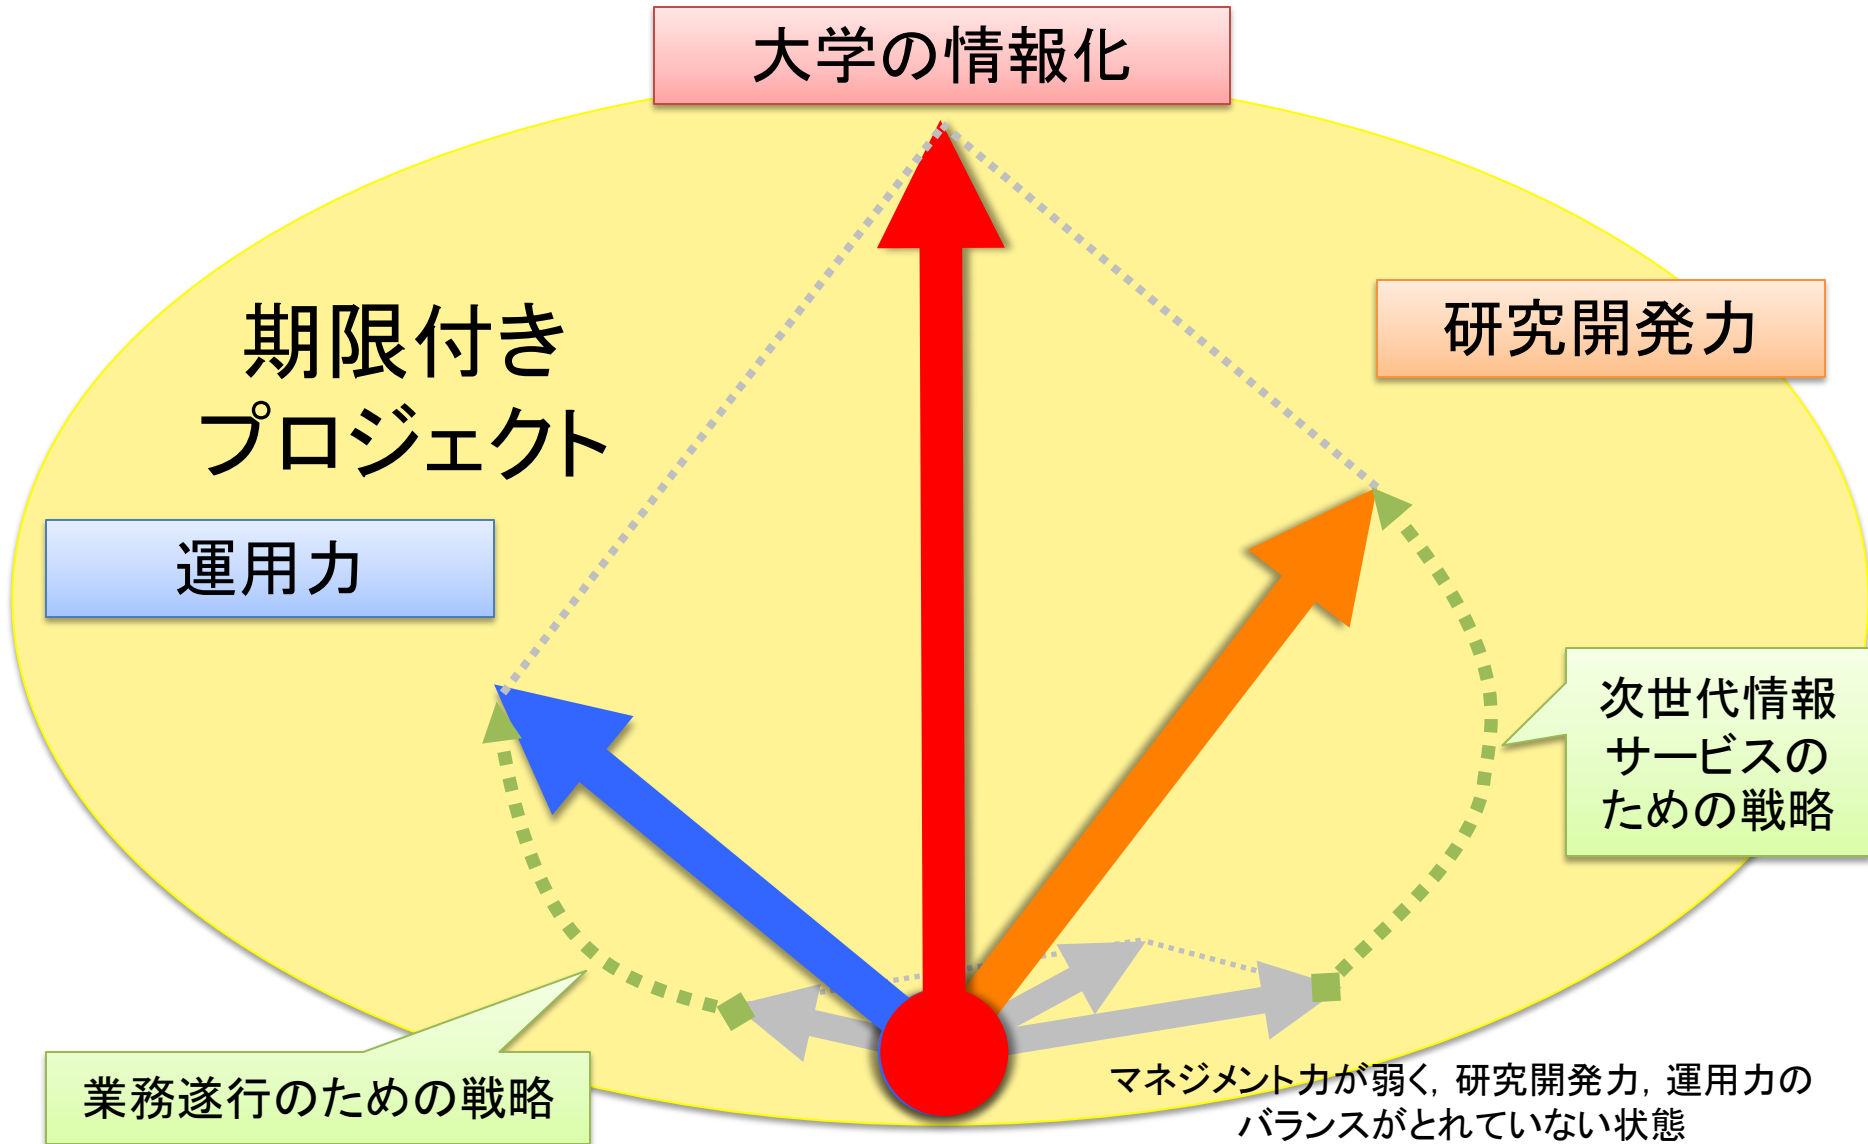 大学の情報化
期限付き
プロジェクト
研究開発力
運用力
次世代情報
サービスの
ための戦略
業務遂行のための戦略
マネジメント力が弱く，研究開発力，運用力の
バランスがとれていない状態